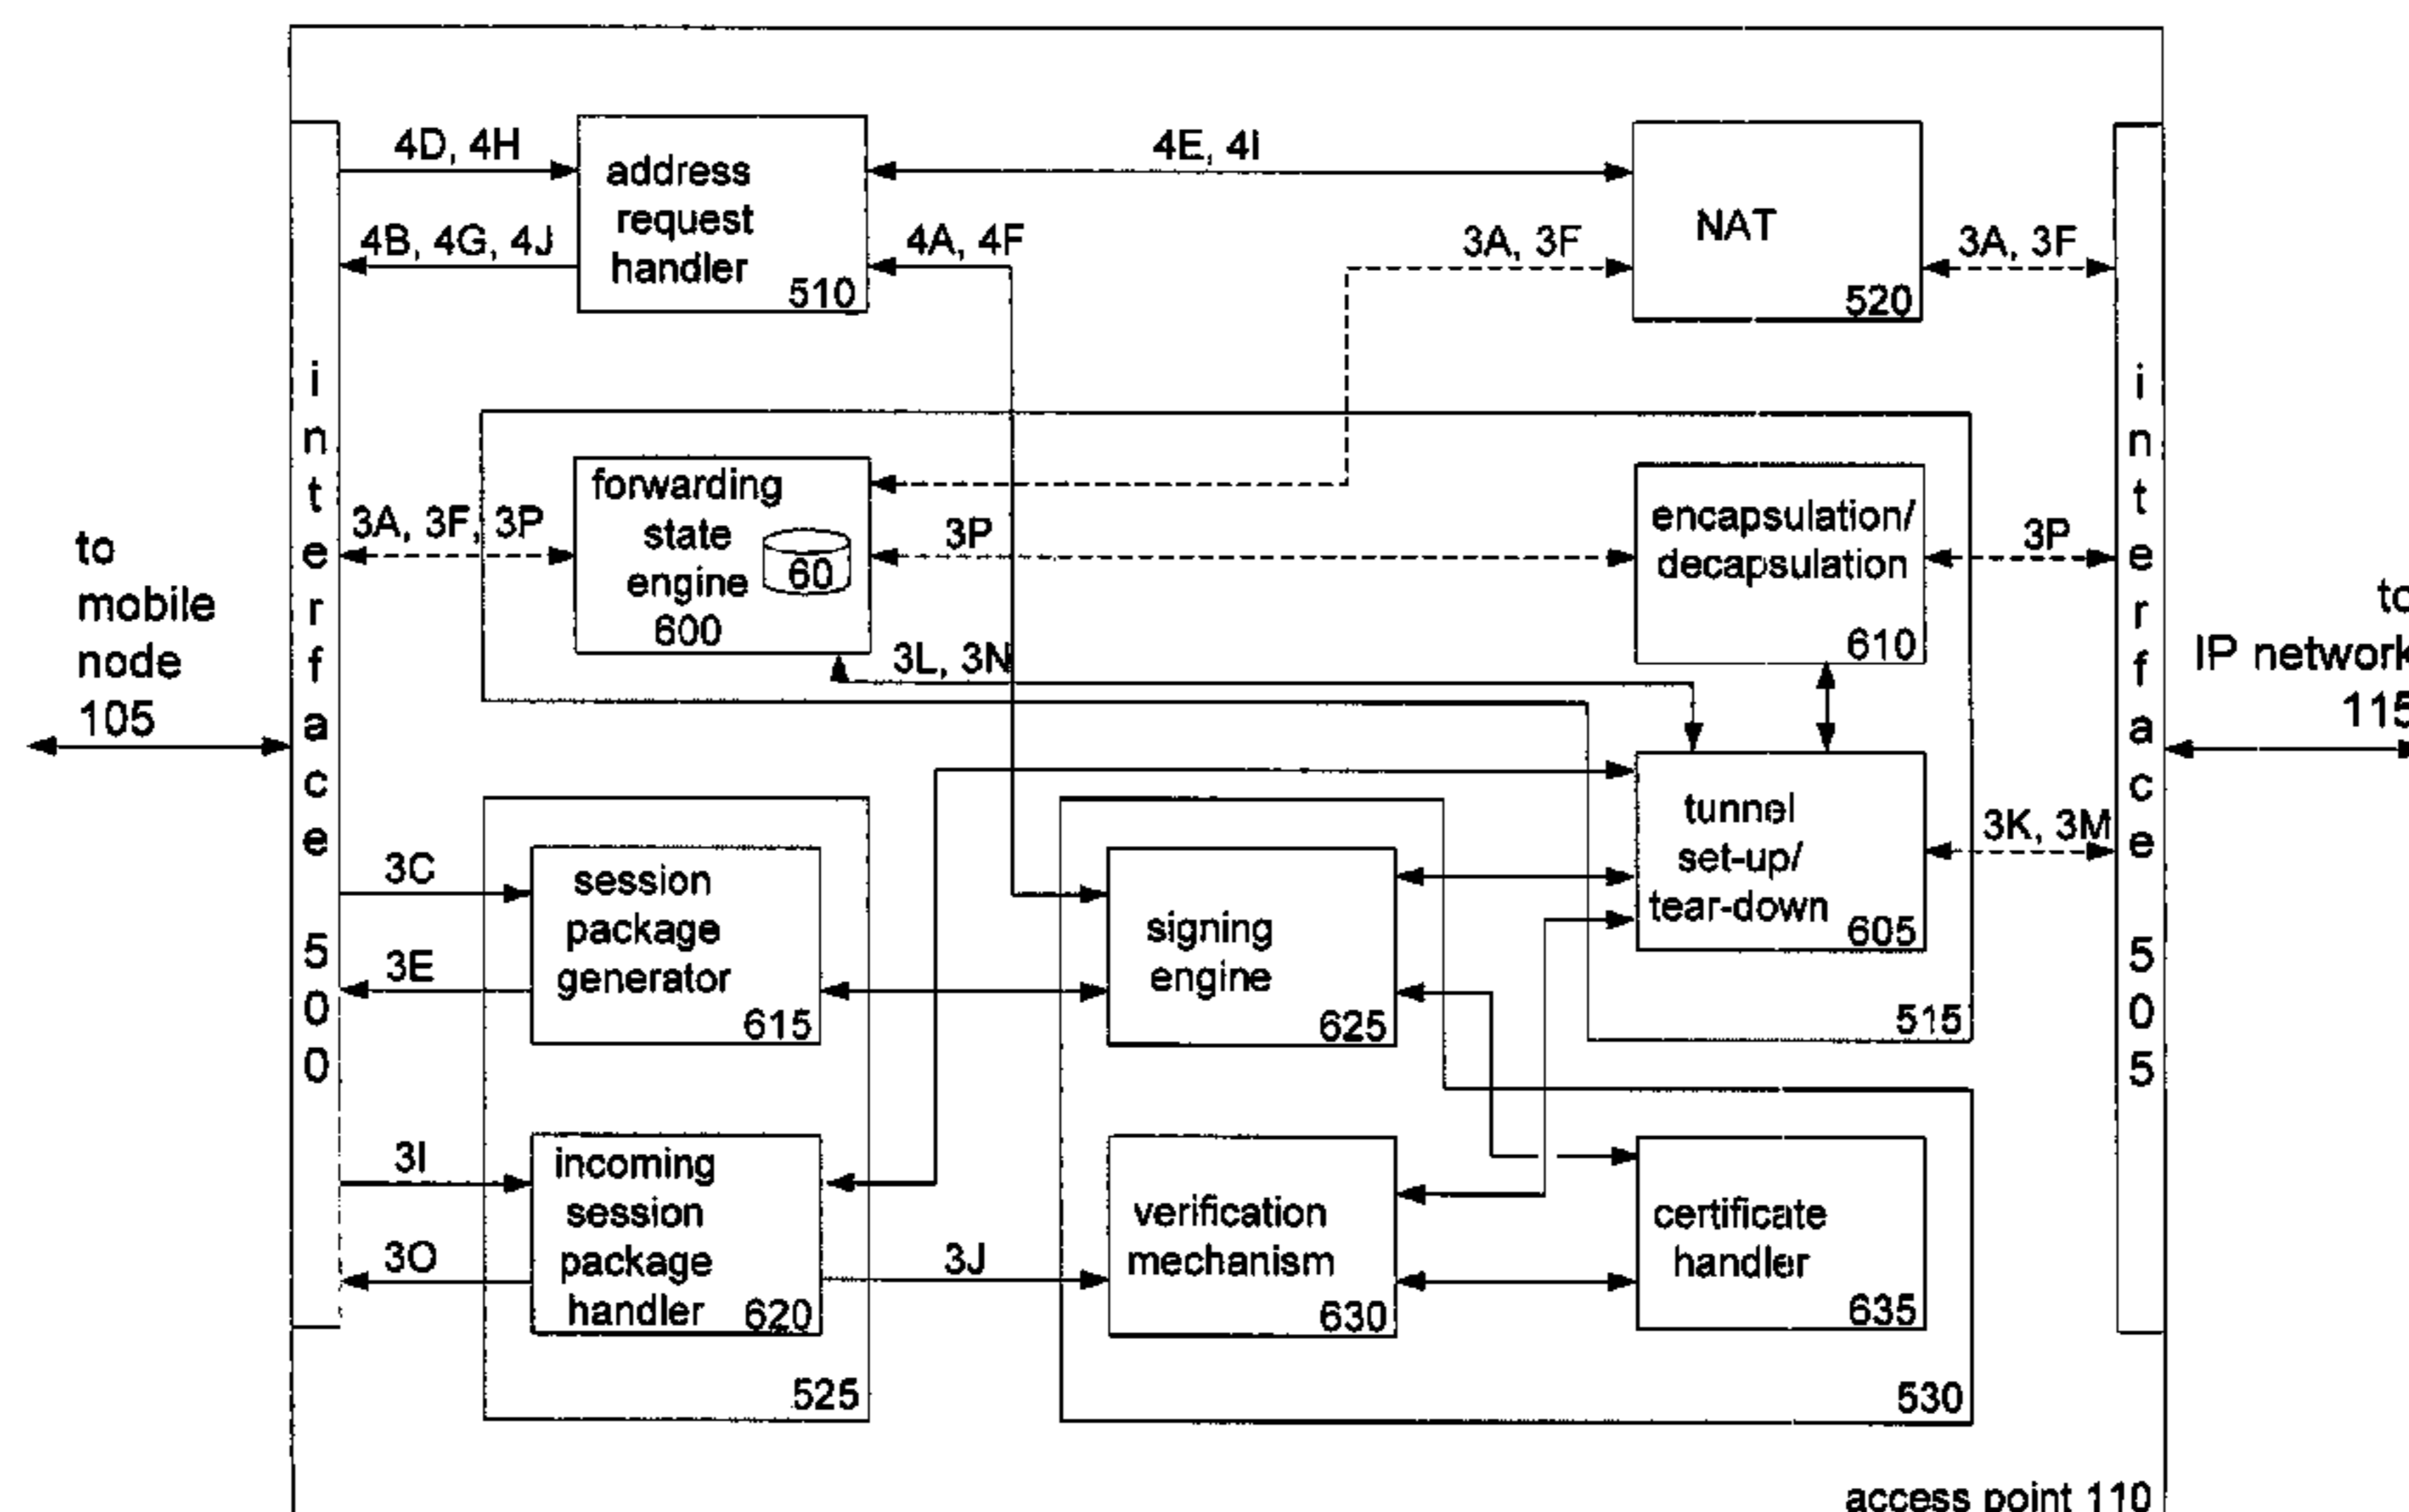 4D, 4H
4B, 4G, 4J
address
request
handler
510
4E, 4I
4A, 4F
3A, 3F
NAT
520
3A, 3F
interface 500
interface 505
to
mobile
node
105
3A, 3F, 3P
forwarding
state
engine
60
600
3P
encapsulation/
decapsulation
610
3P
to
IP network
115
3L, 3N
tunnel
set-up/
tear-down
605
3K, 3M
515
3C
3E
session
package
generator
615
signing
engine
625
3I
3O
incoming
session
package
handler
620
525
3J
verification
mechanism
630
certificate
handler
635
530
access point 110